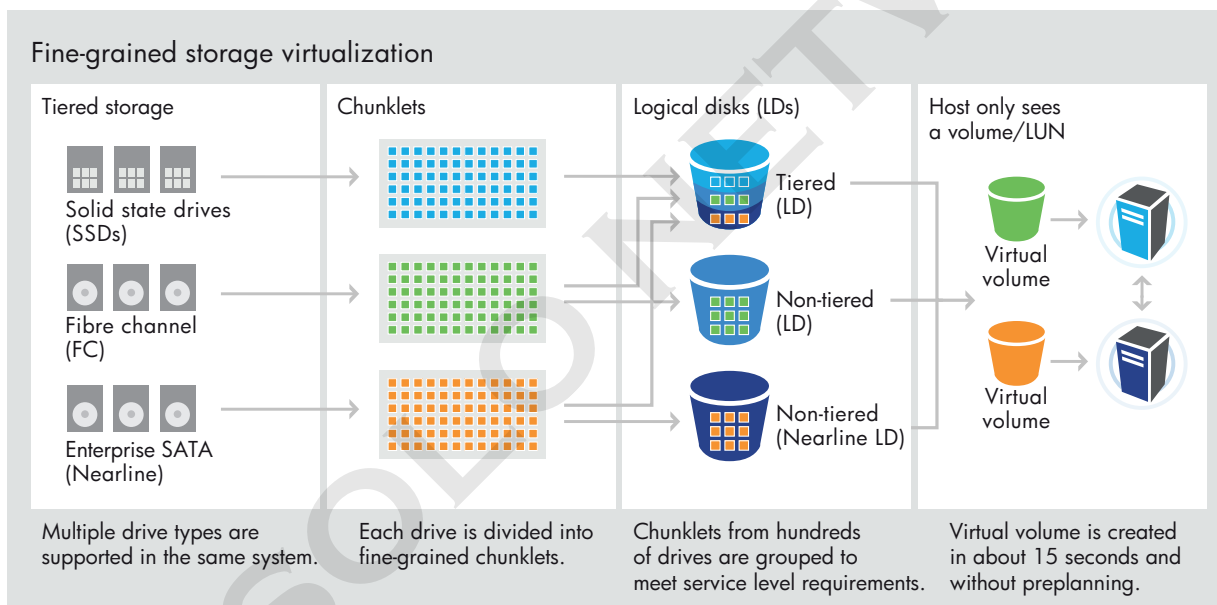 Fine-grained storage virtualization
Tiered storage
Solid state drives
(SSDs)
Fibre channel
(FC)
Enterprise SATA
(Nearline)
Multiple drive types are
supported in the same system.
Chunklets
Each drive is divided into
fine-grained chunklets.
Logical disks (LDs)
Tiered
(LD)
Non-tiered
(LD)
Non-tiered
(Nearline LD)
Chunklets from hundreds
of drives are grouped to
meet service level requirements.
Host only sees
a volume/LUN
Virtual
volume
Virtual
volume
Virtual volume is created
in about 15 seconds and
without preplanning.